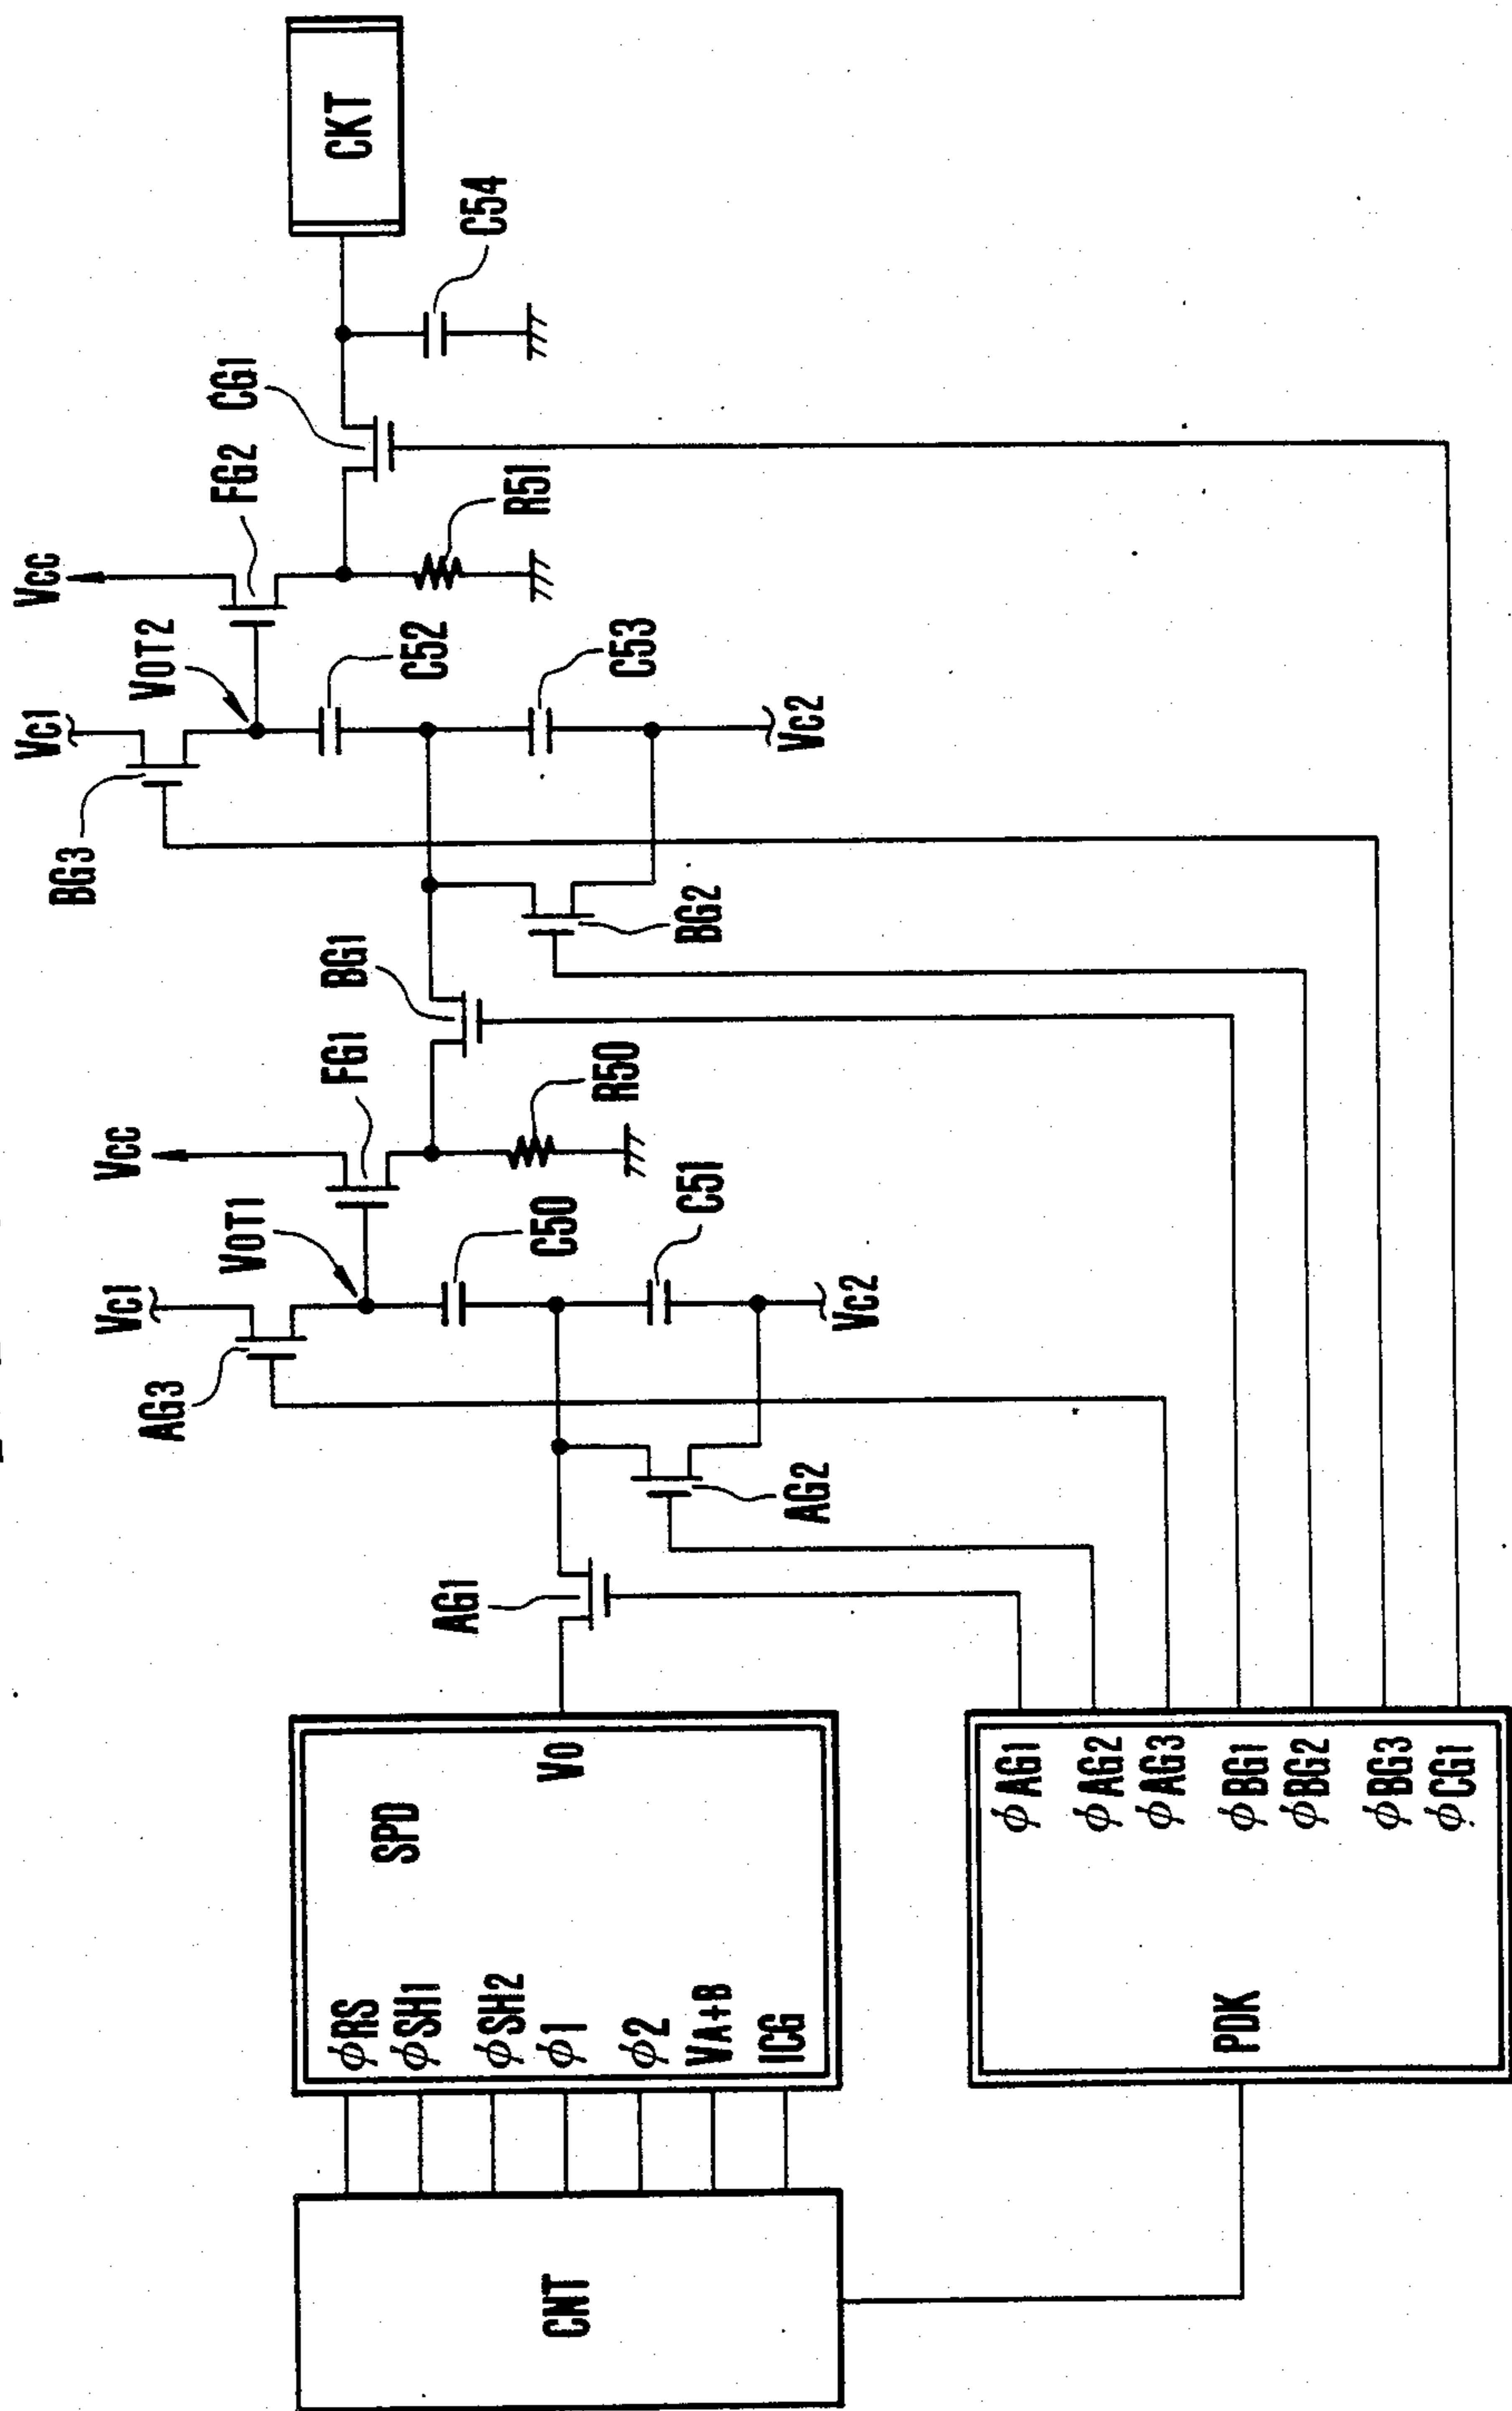 CNT
φRS
φSH1
φSH2
φ1
φ2
VA+B
ICG
SPD
VO
PDK
φAG1
φAG2
φAG3
φBG1
φBG2
φBG3
φCG1
AG1
AG2
AG3
VC1
VOT1
C50
C51
VC2
VCC
FG1
R50
BG1
BG2
BG3
VC1
VOT2
C52
C53
VC2
VCC
FG2
R51
CG1
C54
CKT